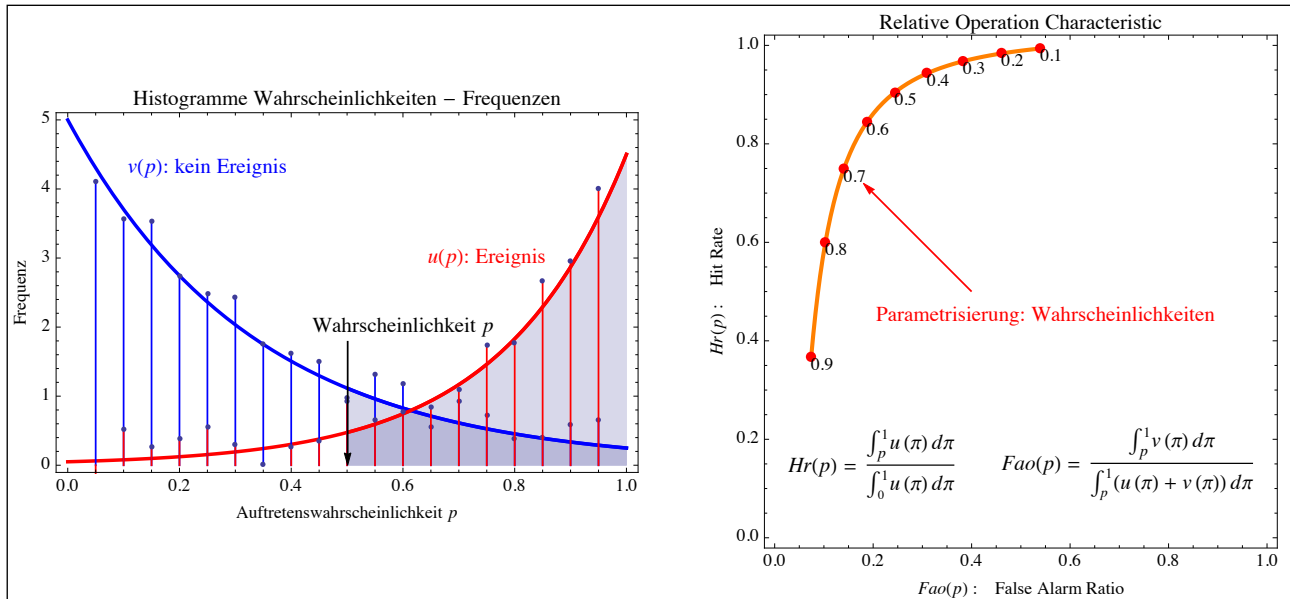 Histogramme Wahrscheinlichkeiten – Frequenzen
5
4
3
2
1
0
Frequenz
v(p): kein Ereignis
u(p): Ereignis
Wahrscheinlichkeit p
0.0 0.2 0.4 0.6 0.8 1.0
Auftretenswahrscheinlichkeit p
Relative Operation Characteristic
1.0
0.8
0.6
0.4
0.2
0.0
Hr(p) : Hit Rate
0.1
0.2
0.3
0.4
0.5
0.6
0.7
0.8
0.9
Parametrisierung: Wahrscheinlichkeiten
Hr(p) = ∫_p^1 u(π) dπ / ∫_0^1 u(π) dπ
Fao(p) = ∫_p^1 v(π) dπ / ∫_p^1 (u(π) + v(π)) dπ
0.0 0.2 0.4 0.6 0.8 1.0
Fao(p) : False Alarm Ratio